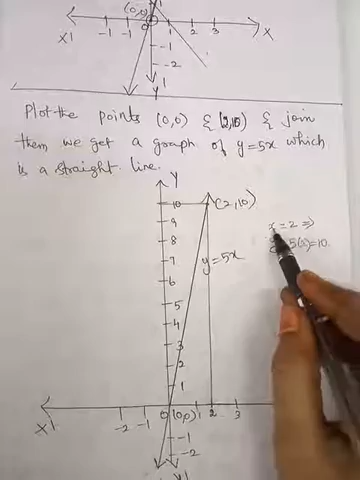 (0,0)
X1 -1 -1 0 1 2 3 X
-1
-2
Y
Plot the points (0,0) & (2,10) & join
them we get a graph of y=5x which
is a straight line.
Y
10 (2,10)
9
x=2 ⇒
8
5(2)=10.
7 y=5x
6
5
4
3
2
1
X1 -2 -1 0 (0,0) 1 2 3
-1
-2
Y1